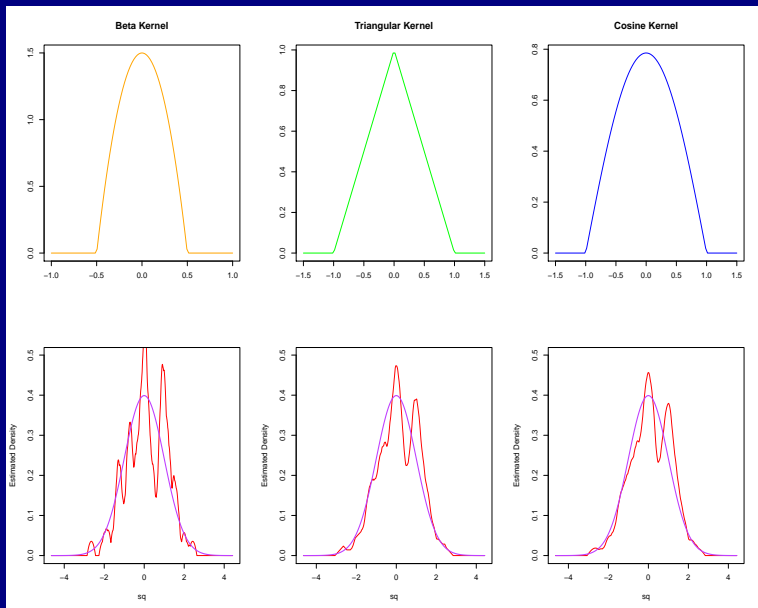 Beta Kernel
Triangular Kernel
Cosine Kernel
0.0 0.5 1.0 1.5
−1.0 −0.5 0.0 0.5 1.0
0.0 0.2 0.4 0.6 0.8 1.0
−1.5 −1.0 −0.5 0.0 0.5 1.0 1.5
0.0 0.2 0.4 0.6 0.8
−1.5 −1.0 −0.5 0.0 0.5 1.0 1.5
Estimated Density
0.0 0.1 0.2 0.3 0.4 0.5
−4 −2 0 2 4
sq
Estimated Density
0.0 0.1 0.2 0.3 0.4 0.5
−4 −2 0 2 4
sq
Estimated Density
0.0 0.1 0.2 0.3 0.4 0.5
−4 −2 0 2 4
sq